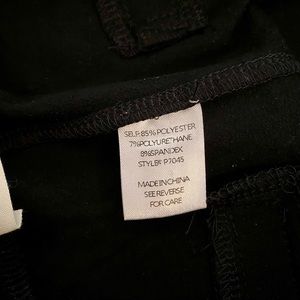 SELF: 85% POLYESTER
7%POLYURETHANE
8%SPANDEX
STYLE# P7045
MADE IN CHINA
SEE REVERSE
FOR CARE